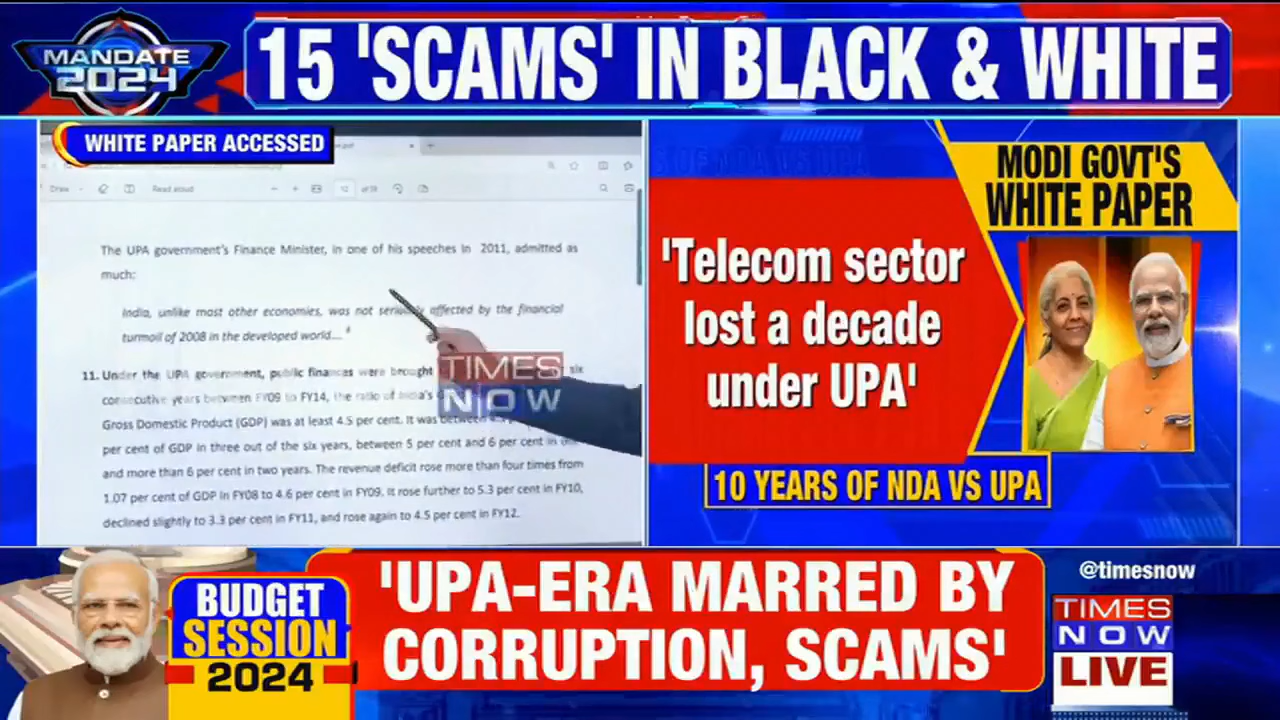 MANDATE
2024
15 'SCAMS' IN BLACK & WHITE
WHITE PAPER ACCESSED
Draw
Read aloud
The UPA government's Finance Minister, in one of his speeches in 2011, admitted as
much:
India, unlike most other economies, was not seriously affected by the financial
turmoil of 2008 in the developed world....
11. Under the UPA government, public finances were brought six
consecutive years between FY09 to FY14, the ratio of India's
Gross Domestic Product (GDP) was at least 4.5 per cent. It was between
per cent of GDP in three out of the six years, between 5 per cent and 6 per cent in
and more than 6 per cent in two years. The revenue deficit rose more than four times from
1.07 per cent of GDP in FY08 to 4.6 per cent in FY09. It rose further to 5.3 per cent in FY10,
declined slightly to 3.3 per cent in FY11, and rose again to 4.5 per cent in FY12.
TIMES
NOW
MODI GOVT'S
WHITE PAPER
'Telecom sector
lost a decade
under UPA'
10 YEARS OF NDA VS UPA
BUDGET
SESSION
2024
'UPA-ERA MARRED BY
CORRUPTION, SCAMS'
@timesnow
TIMES
NOW
LIVE